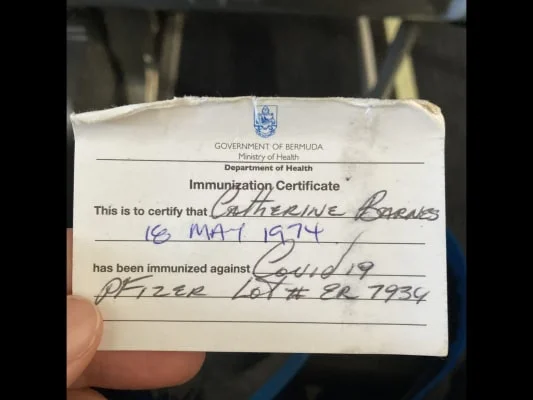 GOVERNMENT OF BERMUDA
Ministry of Health
Department of Health
Immunization Certificate
This is to certify that Catherine Barnes
18 MAY 1974
has been immunized against Covid 19
PFIZER Lot # ER 7934